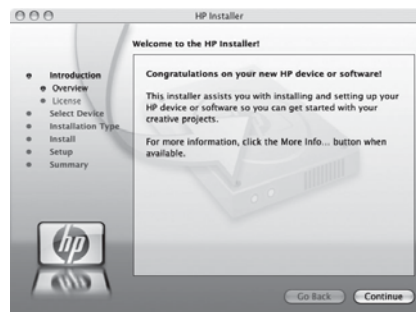 HP Installer
Welcome to the HP Installer!
Introduction
Overview
License
Select Device
Installation Type
Install
Setup
Summary
Congratulations on your new HP device or software!
This installer assists you with installing and setting up your
HP device or software so you can get started with your
creative projects.
For more information, click the More Info... button when
available.
hp
Go Back
Continue